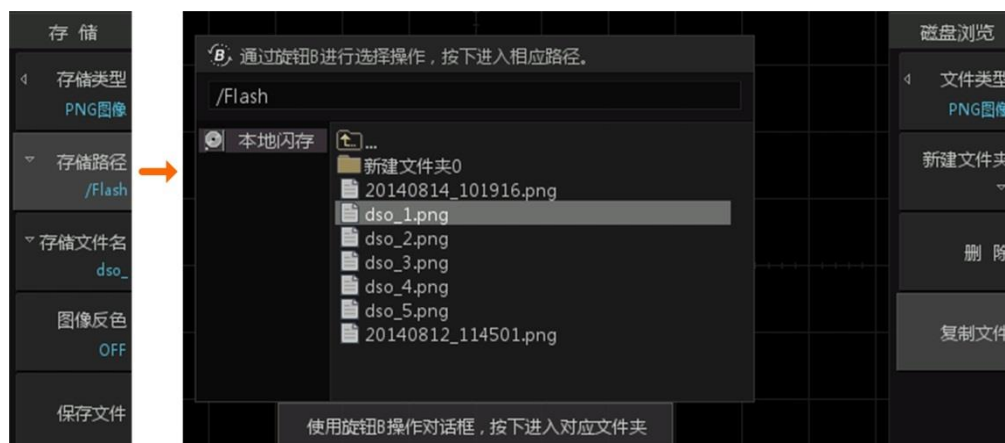 存 储
存储类型
PNG图像
存储路径
/Flash
存储文件名
dso_
图像反色
OFF
保存文件
B 通过旋钮B进行选择操作，按下进入相应路径。
/Flash
本地闪存
...
新建文件夹0
20140814_101916.png
dso_1.png
dso_2.png
dso_3.png
dso_4.png
dso_5.png
20140812_114501.png
使用旋钮B操作对话框，按下进入对应文件夹
磁盘浏览
文件类型
PNG图像
新建文件夹
删 除
复制文件